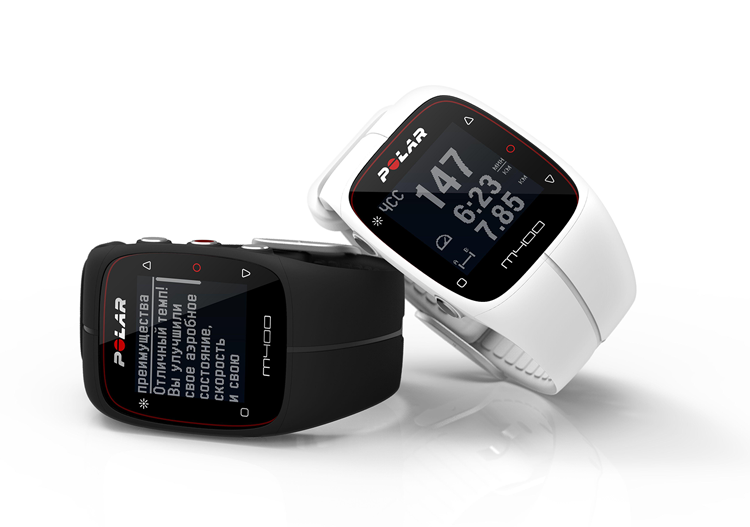 POLAR
преимущества
Отличный темп!
Вы улучшили
свое аэробное
состояние,
скорость
и свою
M400
POLAR
ЧСС
147
6:23 МИН/КМ
7.85 КМ
M400